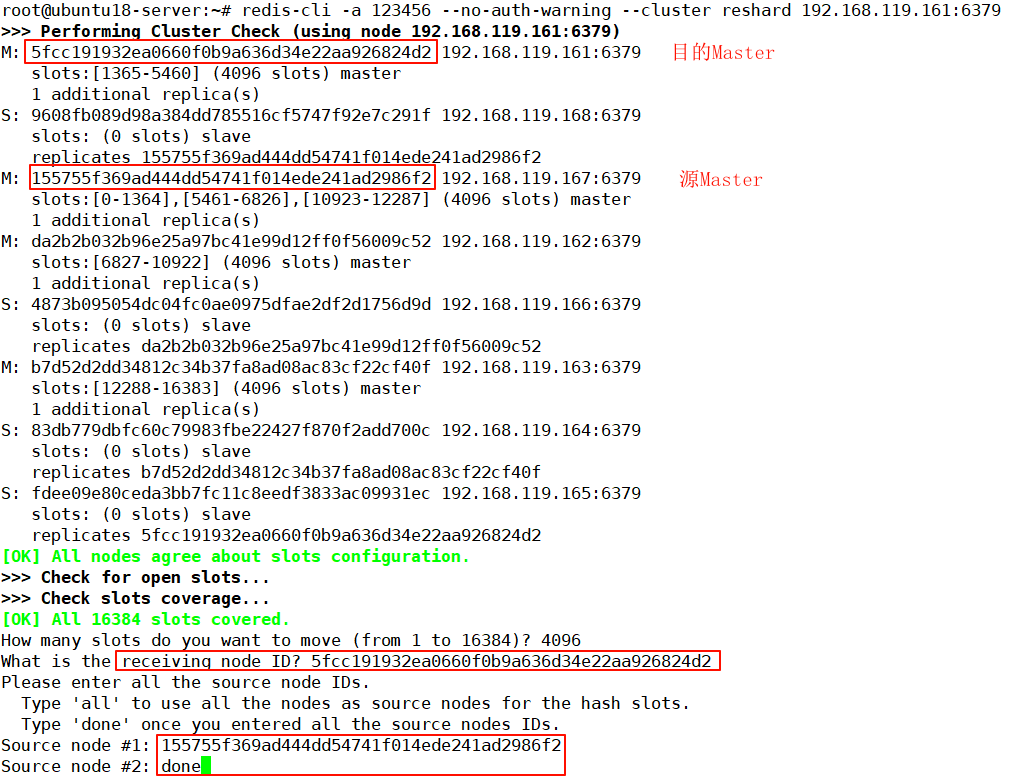 root@ubuntu18-server:~# redis-cli -a 123456 --no-auth-warning --cluster reshard 192.168.119.161:6379
>>> Performing Cluster Check (using node 192.168.119.161:6379)
M: 5fcc191932ea0660f0b9a636d34e22aa926824d2 192.168.119.161:6379 目的Master
slots:[1365-5460] (4096 slots) master
1 additional replica(s)
S: 9608fb089d98a384dd785516cf5747f92e7c291f 192.168.119.168:6379
slots: (0 slots) slave
replicates 155755f369ad444dd54741f014ede241ad2986f2
M: 155755f369ad444dd54741f014ede241ad2986f2 192.168.119.167:6379 源Master
slots:[0-1364],[5461-6826],[10923-12287] (4096 slots) master
1 additional replica(s)
M: da2b2b032b96e25a97bc41e99d12ff0f56009c52 192.168.119.162:6379
slots:[6827-10922] (4096 slots) master
1 additional replica(s)
S: 4873b095054dc04fc0ae0975dfae2df2d1756d9d 192.168.119.166:6379
slots: (0 slots) slave
replicates da2b2b032b96e25a97bc41e99d12ff0f56009c52
M: b7d52d2dd34812c34b37fa8ad08ac83cf22cf40f 192.168.119.163:6379
slots:[12288-16383] (4096 slots) master
1 additional replica(s)
S: 83db779dbfc60c79983fbe22427f870f2add700c 192.168.119.164:6379
slots: (0 slots) slave
replicates b7d52d2dd34812c34b37fa8ad08ac83cf22cf40f
S: fdee09e80ceda3bb7fc11c8eedf3833ac09931ec 192.168.119.165:6379
slots: (0 slots) slave
replicates 5fcc191932ea0660f0b9a636d34e22aa926824d2
[OK] All nodes agree about slots configuration.
>>> Check for open slots...
>>> Check slots coverage...
[OK] All 16384 slots covered.
How many slots do you want to move (from 1 to 16384)? 4096
What is the receiving node ID? 5fcc191932ea0660f0b9a636d34e22aa926824d2
Please enter all the source node IDs.
Type 'all' to use all the nodes as source nodes for the hash slots.
Type 'done' once you entered all the source nodes IDs.
Source node #1: 155755f369ad444dd54741f014ede241ad2986f2
Source node #2: done